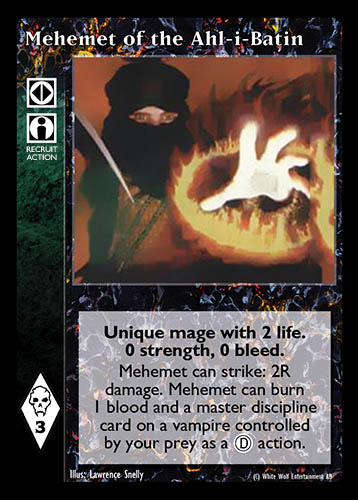 Mehemet of the Ahl-i-Batin
RECRUIT
ACTION
Unique mage with 2 life.
0 strength, 0 bleed.
Mehemet can strike: 2R
damage. Mehemet can burn
1 blood and a master discipline
card on a vampire controlled
by your prey as a Ⓓ action.
3
Illus: Lawrence Snelly
(C) White Wolf Entertainment AB